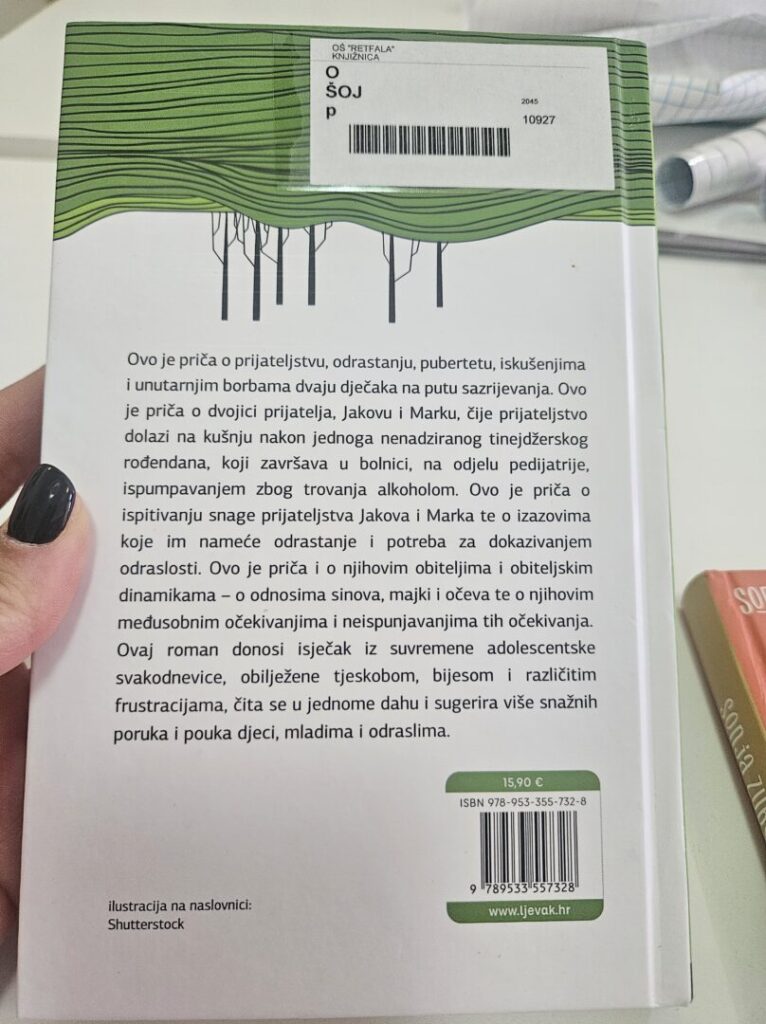 OŠ "RETFALA"
KNJIŽNICA
O
ŠOJ
p
2045
10927
Ovo je priča o prijateljstvu, odrastanju, pubertetu, iskušenjima
i unutarnjim borbama dvaju dječaka na putu sazrijevanja. Ovo
je priča o dvojici prijatelja, Jakovu i Marku, čije prijateljstvo
dolazi na kušnju nakon jednoga nenadziranog tinejdžerskog
rođendana, koji završava u bolnici, na odjelu pedijatrije,
ispumpavanjem zbog trovanja alkoholom. Ovo je priča o
ispitivanju snage prijateljstva Jakova i Marka te o izazovima
koje im nameće odrastanje i potreba za dokazivanjem
odraslosti. Ovo je priča i o njihovim obiteljima i obiteljskim
dinamikama – o odnosima sinova, majki i očeva te o njihovim
međusobnim očekivanjima i neispunjavanjima tih očekivanja.
Ovaj roman donosi isječak iz suvremene adolescentske
svakodnevice, obilježene tjeskobom, bijesom i različitim
frustracijama, čita se u jednome dahu i sugerira više snažnih
poruka i pouka djeci, mladima i odraslima.
15,90 €
ISBN 978-953-355-732-8
9 789533 557328
www.ljevak.hr
ilustracija na naslovnici:
Shutterstock
sonja